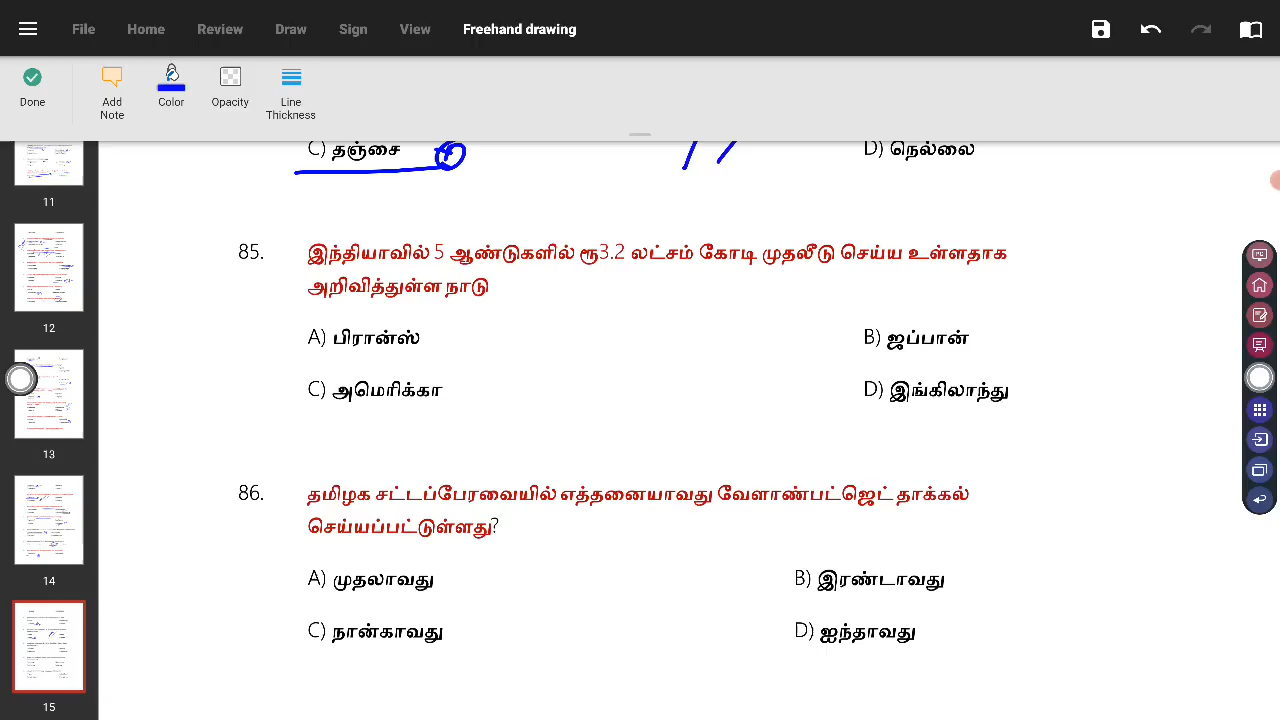 File Home Review Draw Sign View Freehand drawing
Done Add Note Color Opacity Line Thickness
C) தஞ்சை D) நெல்லை
85. இந்தியாவில் 5 ஆண்டுகளில் ரூ3.2 லட்சம் கோடி முதலீடு செய்ய உள்ளதாக
அறிவித்துள்ள நாடு
A) பிரான்ஸ் B) ஜப்பான்
C) அமெரிக்கா D) இங்கிலாந்து
86. தமிழக சட்டப்பேரவையில் எத்தனையாவது வேளாண்பட்ஜெட் தாக்கல்
செய்யப்பட்டுள்ளது?
A) முதலாவது B) இரண்டாவது
C) நான்காவது D) ஐந்தாவது
11
12
13
14
15